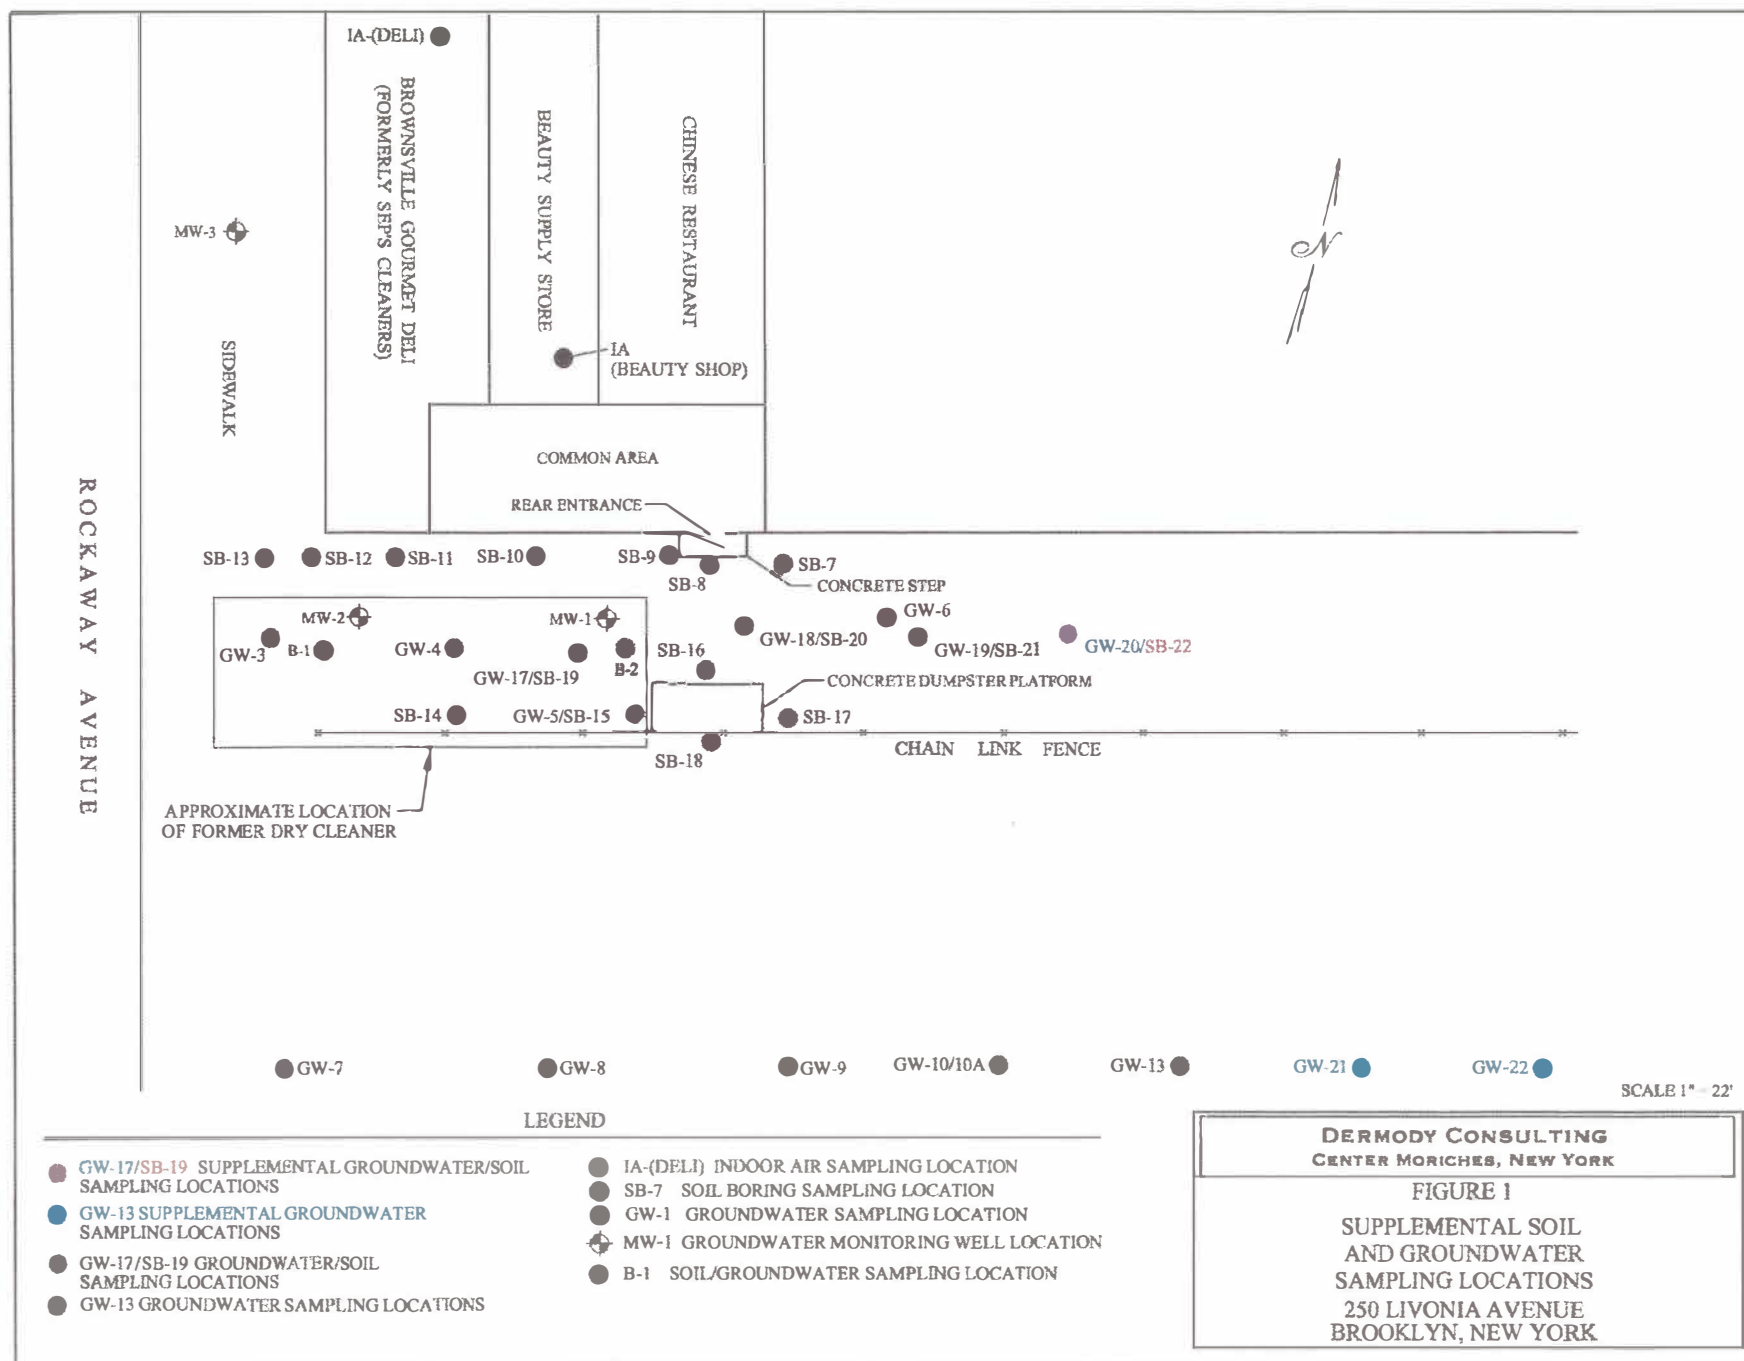 IA-(DELI)
BROWNSVILLE GOURMET DELI
(FORMERLY SEP'S CLEANERS)
BEAUTY SUPPLY STORE
CHINESE RESTAURANT
MW-3
N
SIDEWALK
IA
(BEAUTY SHOP)
COMMON AREA
REAR ENTRANCE
ROCKAWAY AVENUE
SB-13
SB-12
SB-11
SB-10
SB-9
SB-8
SB-7
CONCRETE STEP
MW-2
MW-1
GW-6
GW-3
B-1
GW-4
GW-17/SB-19
B-2
SB-16
GW-18/SB-20
GW-19/SB-21
GW-20/SB-22
CONCRETE DUMPSTER PLATFORM
SB-14
GW-5/SB-15
SB-17
SB-18
CHAIN LINK FENCE
APPROXIMATE LOCATION
OF FORMER DRY CLEANER
GW-7
GW-8
GW-9
GW-10/10A
GW-13
GW-21
GW-22
SCALE 1" - 22'
LEGEND
GW-17/SB-19 SUPPLEMENTAL GROUNDWATER/SOIL
SAMPLING LOCATIONS
GW-13 SUPPLEMENTAL GROUNDWATER
SAMPLING LOCATIONS
GW-17/SB-19 GROUNDWATER/SOIL
SAMPLING LOCATIONS
GW-13 GROUNDWATER SAMPLING LOCATIONS
IA-(DELI) INDOOR AIR SAMPLING LOCATION
SB-7 SOIL BORING SAMPLING LOCATION
GW-1 GROUNDWATER SAMPLING LOCATION
MW-1 GROUNDWATER MONITORING WELL LOCATION
B-1 SOIL/GROUNDWATER SAMPLING LOCATION
DERMODY CONSULTING
CENTER MORICHES, NEW YORK
FIGURE 1
SUPPLEMENTAL SOIL
AND GROUNDWATER
SAMPLING LOCATIONS
250 LIVONIA AVENUE
BROOKLYN, NEW YORK